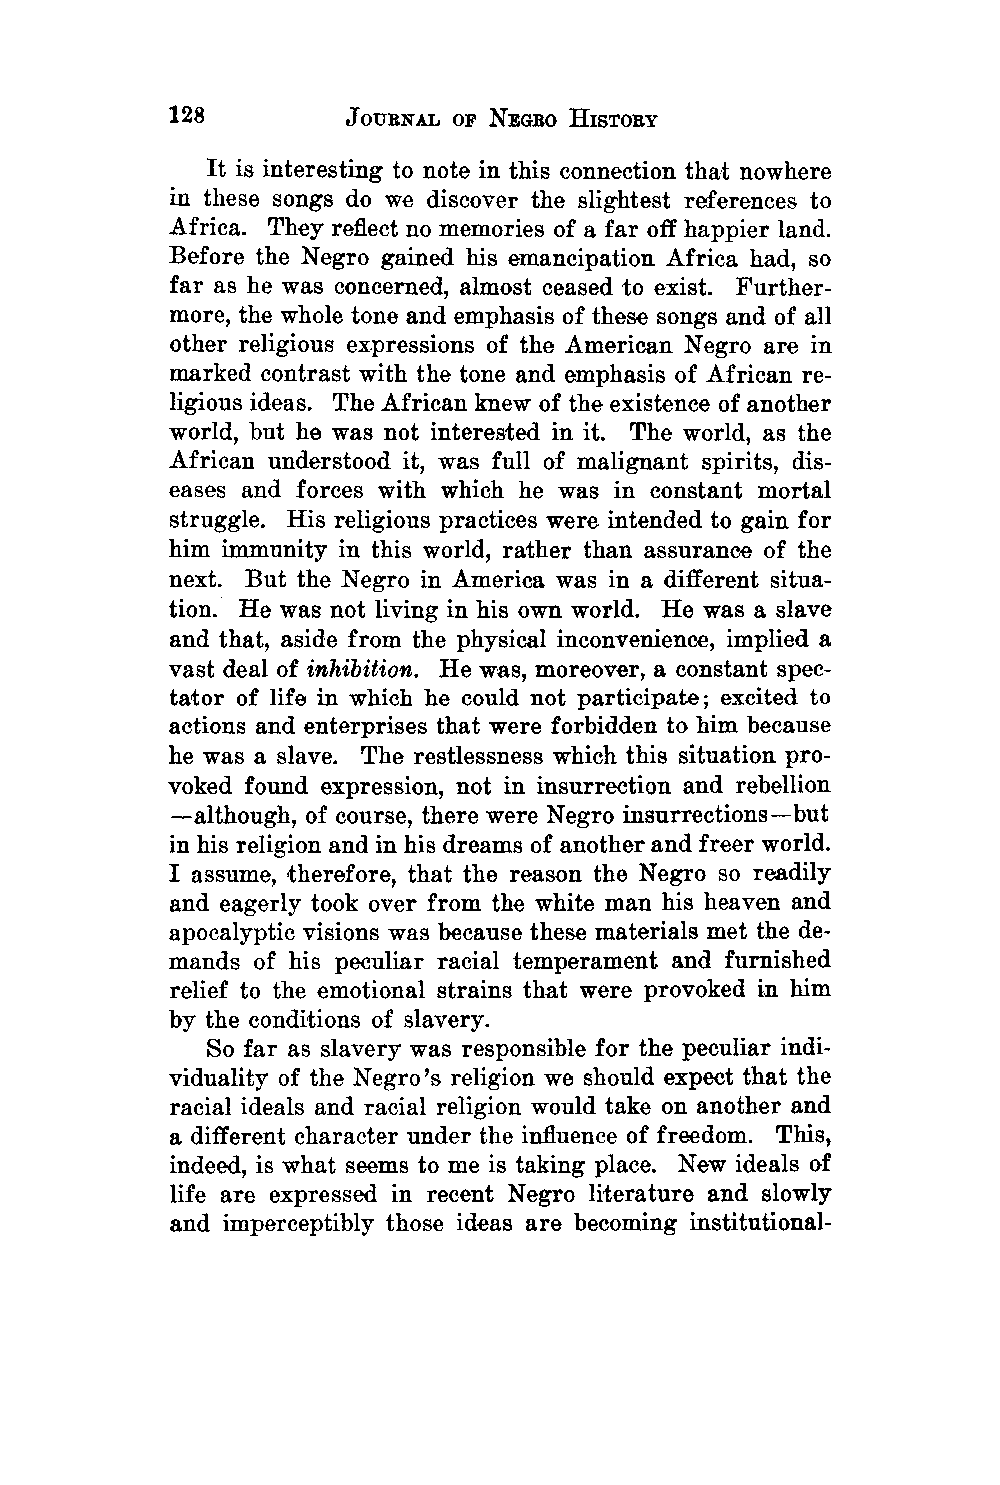 128 JOURNAL OF NEGRO HISTORY
It is interesting to note in this connection that nowhere
in these songs do we discover the slightest references to
Africa. They reflect no memories of a far off happier land.
Before the Negro gained his emancipation Africa had, so
far as he was concerned, almost ceased to exist. Further-
more, the whole tone and emphasis of these songs and of all
other religious expressions of the American Negro are in
marked contrast with the tone and emphasis of African re-
ligious ideas. The African knew of the existence of another
world, but he was not interested in it. The world, as the
African understood it, was full of malignant spirits, dis-
eases and forces with which he was in constant mortal
struggle. His religious practices were intended to gain for
him immunity in this world, rather than assurance of the
next. But the Negro in America was in a different situa-
tion. He was not living in his own world. He was a slave
and that, aside from the physical inconvenience, implied a
vast deal of inhibition. He was, moreover, a constant spec-
tator of life in which he could not participate; excited to
actions and enterprises that were forbidden to him because
he was a slave. The restlessness which this situation pro-
voked found expression, not in insurrection and rebellion
—although, of course, there were Negro insurrections—but
in his religion and in his dreams of another and freer world.
I assume, therefore, that the reason the Negro so readily
and eagerly took over from the white man his heaven and
apocalyptic visions was because these materials met the de-
mands of his peculiar racial temperament and furnished
relief to the emotional strains that were provoked in him
by the conditions of slavery.
So far as slavery was responsible for the peculiar indi-
viduality of the Negro's religion we should expect that the
racial ideals and racial religion would take on another and
a different character under the influence of freedom. This,
indeed, is what seems to me is taking place. New ideals of
life are expressed in recent Negro literature and slowly
and imperceptibly those ideas are becoming institutional-